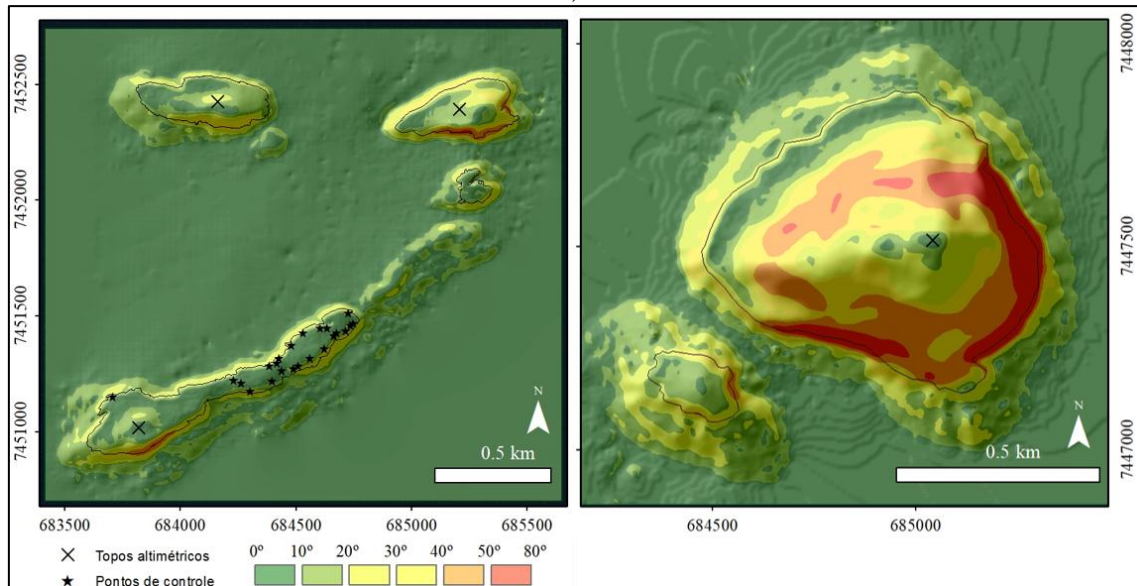 7452500
7452000
7451500
7451000
N
0.5 km
683500 684000 684500 685000 685500
7448000
7447500
7447000
N
0.5 km
684500 685000
Topos altimétricos
Pontos de controle
0º 10º 20º 30º 40º 50º 80º